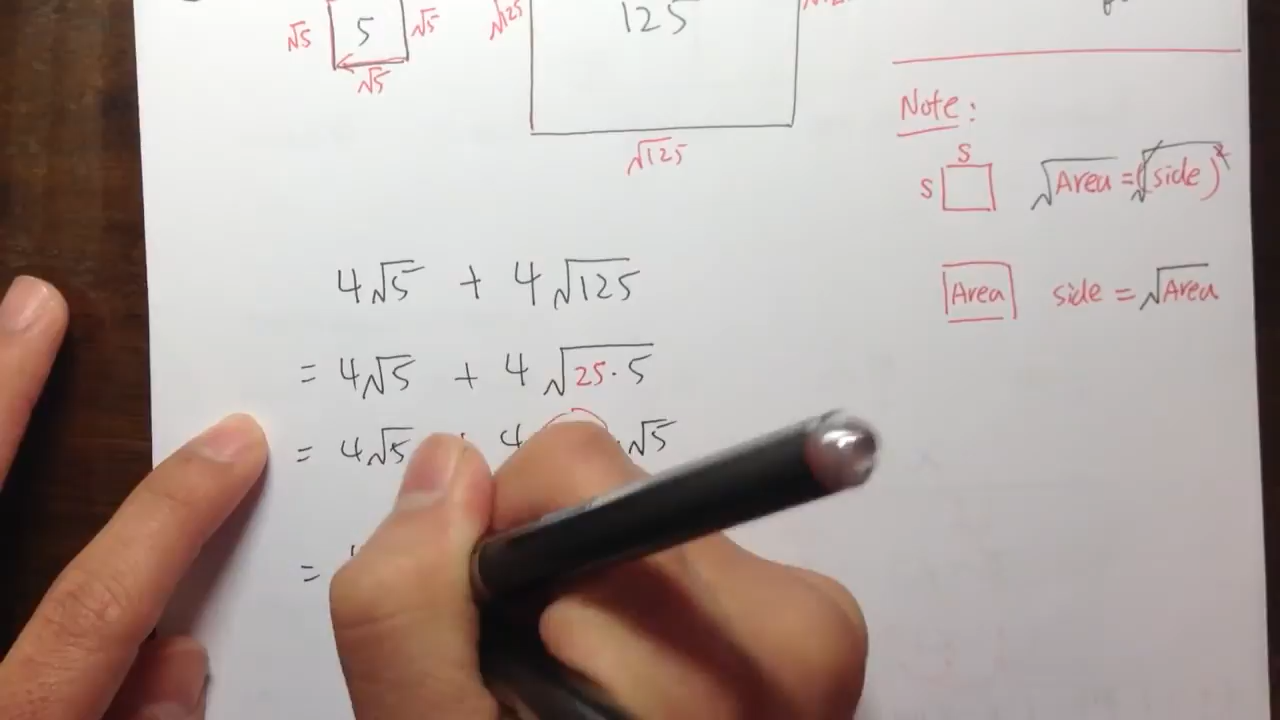 √5 5 √5 √125 125
√5
√125
4√5 + 4√125
= 4√5 + 4√25·5
= 4√5 4 ·√5
=
Note:
s
s √Area = √(side)²
Area side = √Area